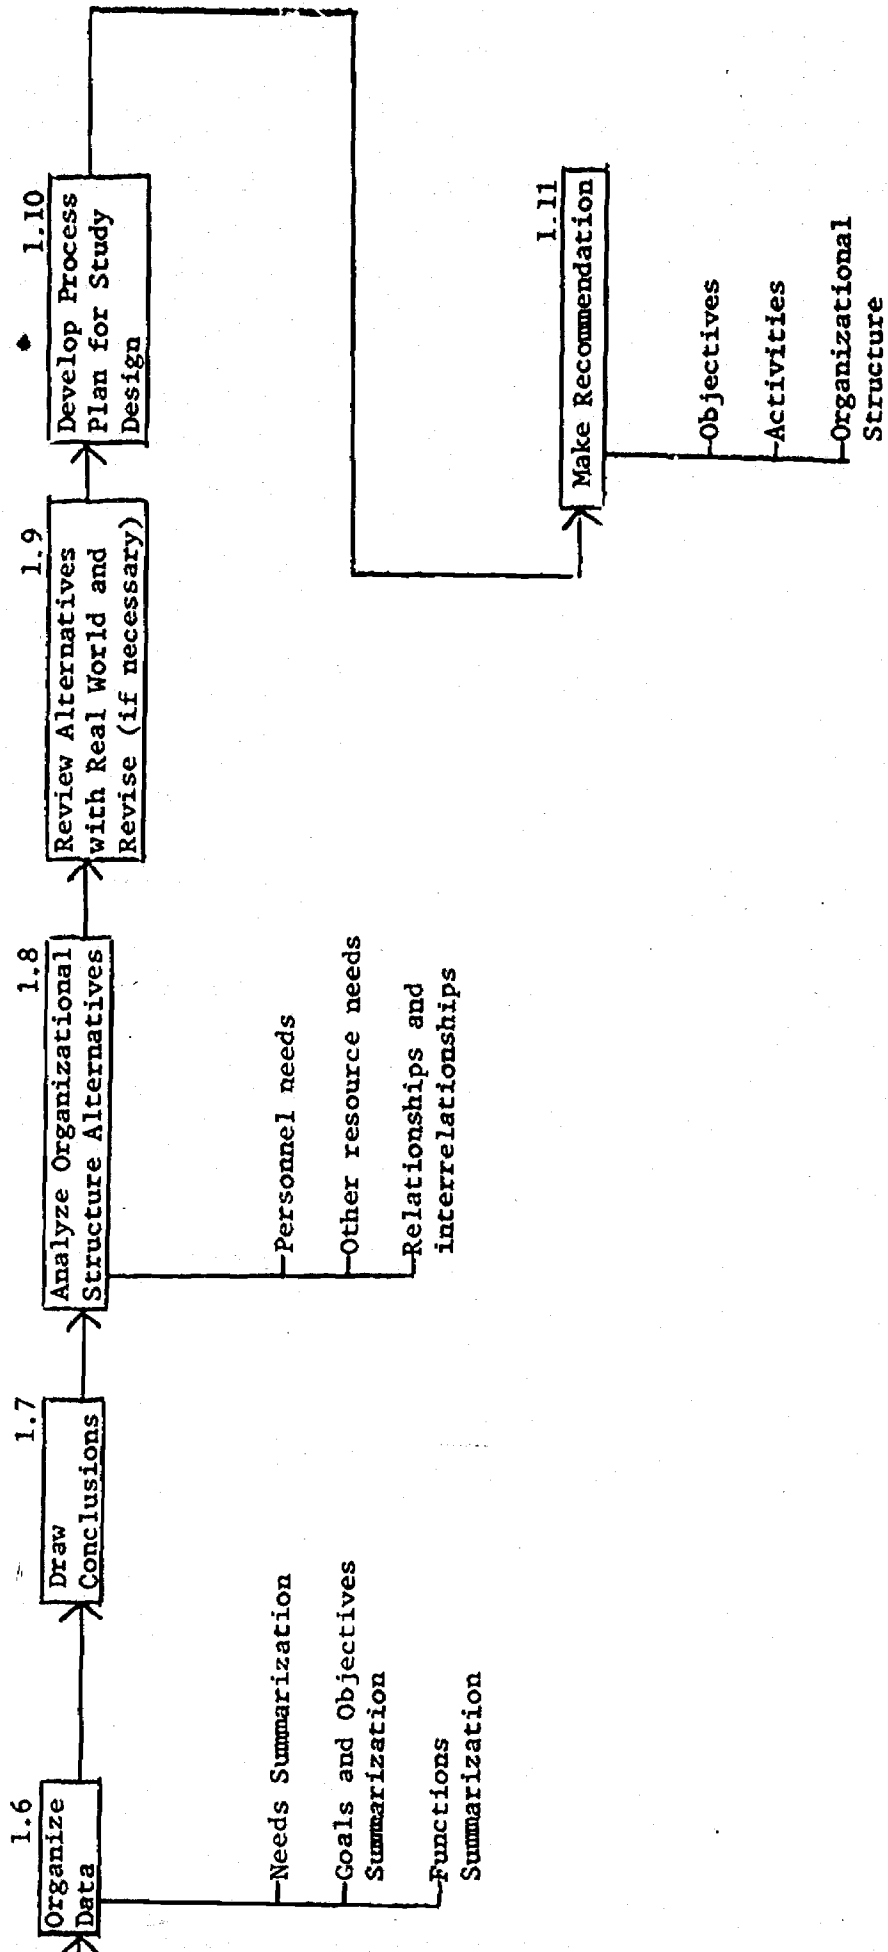 1.6
Organize
Data
Needs Summarization
Goals and Objectives
Summarization
Functions
Summarization
1.7
Draw
Conclusions
1.8
Analyze Organizational
Structure Alternatives
Personnel needs
Other resource needs
Relationships and
interrelationships
1.9
Review Alternatives
with Real World and
Revise (if necessary)
1.10
Develop Process
Plan for Study
Design
1.11
Make Recommendation
Objectives
Activities
Organizational
Structure